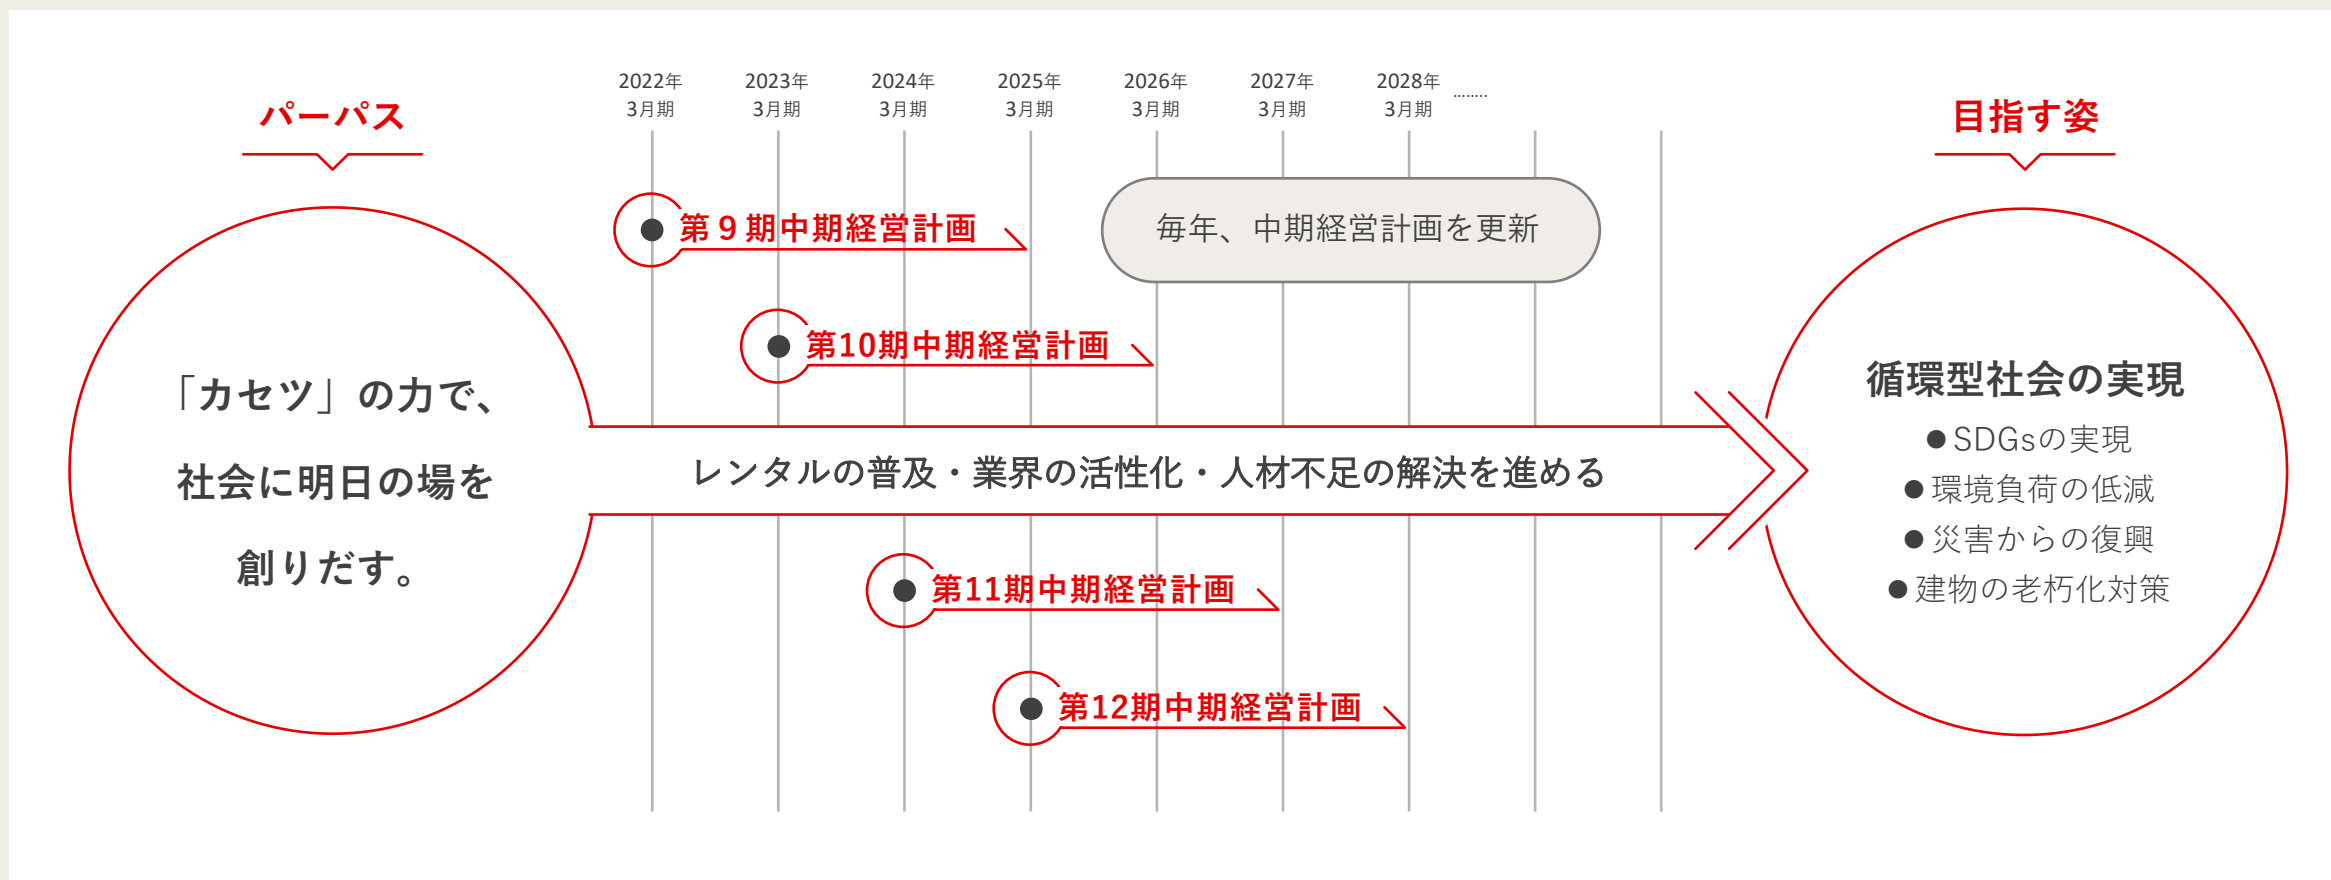 パーパス
「カセツ」の力で、
社会に明日の場を
創りだす。
2022年
3月期
2023年
3月期
2024年
3月期
2025年
3月期
2026年
3月期
2027年
3月期
2028年
3月期
........
第９期中期経営計画
毎年、中期経営計画を更新
第10期中期経営計画
レンタルの普及・業界の活性化・人材不足の解決を進める
第11期中期経営計画
第12期中期経営計画
目指す姿
循環型社会の実現
●SDGsの実現
●環境負荷の低減
●災害からの復興
●建物の老朽化対策